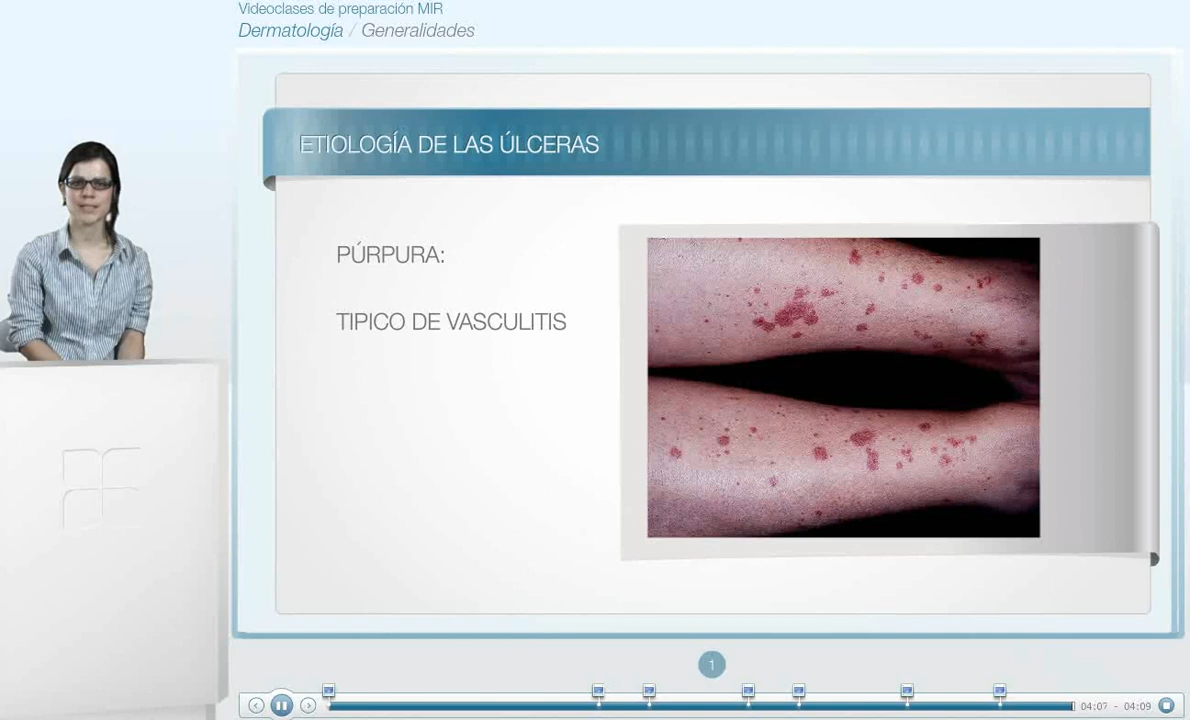 Videoclases de preparación MIR
Dermatología / Generalidades
ETIOLOGÍA DE LAS ÚLCERAS
PÚRPURA:
TIPICO DE VASCULITIS
1
04:07 - 04:09